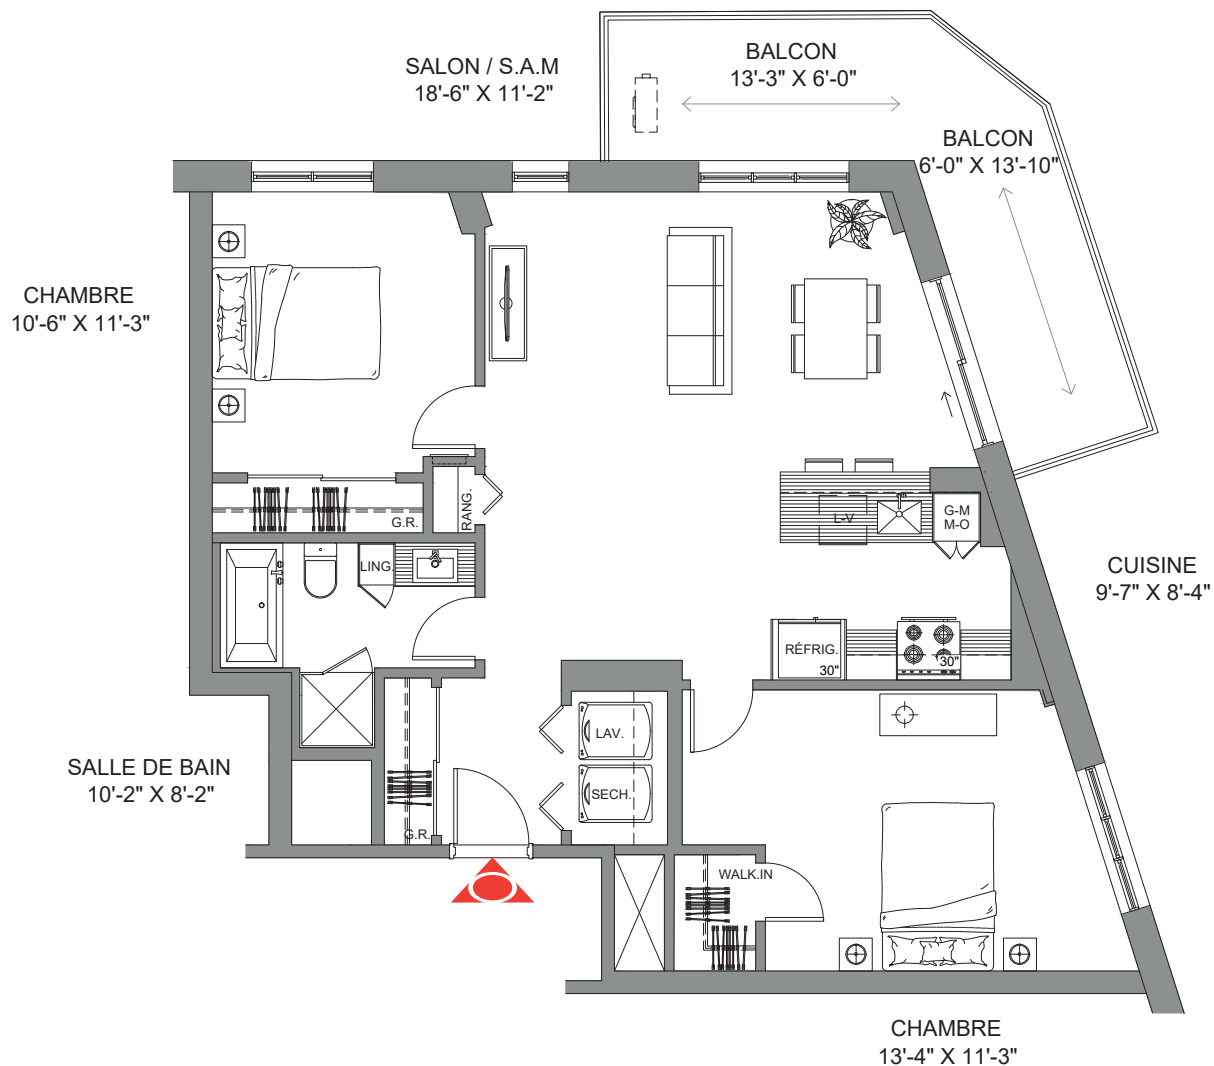 SALON / S.A.M
18'-6" X 11'-2"
BALCON
13'-3" X 6'-0"
BALCON
6'-0" X 13'-10"
CHAMBRE
10'-6" X 11'-3"
G.R.
RANG.
L-V
G-M
M-O
LING.
CUISINE
9'-7" X 8'-4"
RÉFRIG.
30"
30"
SALLE DE BAIN
10'-2" X 8'-2"
LAV.
SECH.
G.R.
WALK.IN
CHAMBRE
13'-4" X 11'-3"